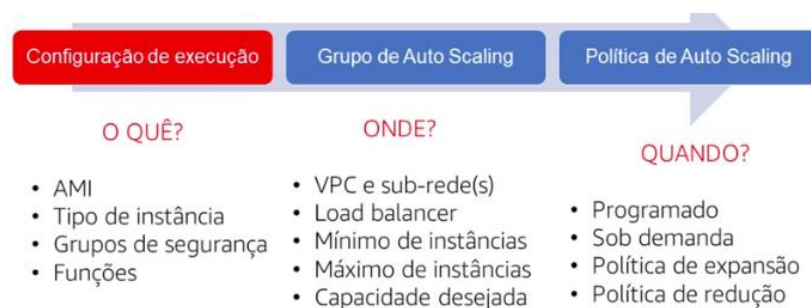 Configuração de execução
Grupo de Auto Scaling
Política de Auto Scaling
O QUÊ?
• AMI
• Tipo de instância
• Grupos de segurança
• Funções
ONDE?
• VPC e sub-rede(s)
• Load balancer
• Mínimo de instâncias
• Máximo de instâncias
• Capacidade desejada
QUANDO?
• Programado
• Sob demanda
• Política de expansão
• Política de redução